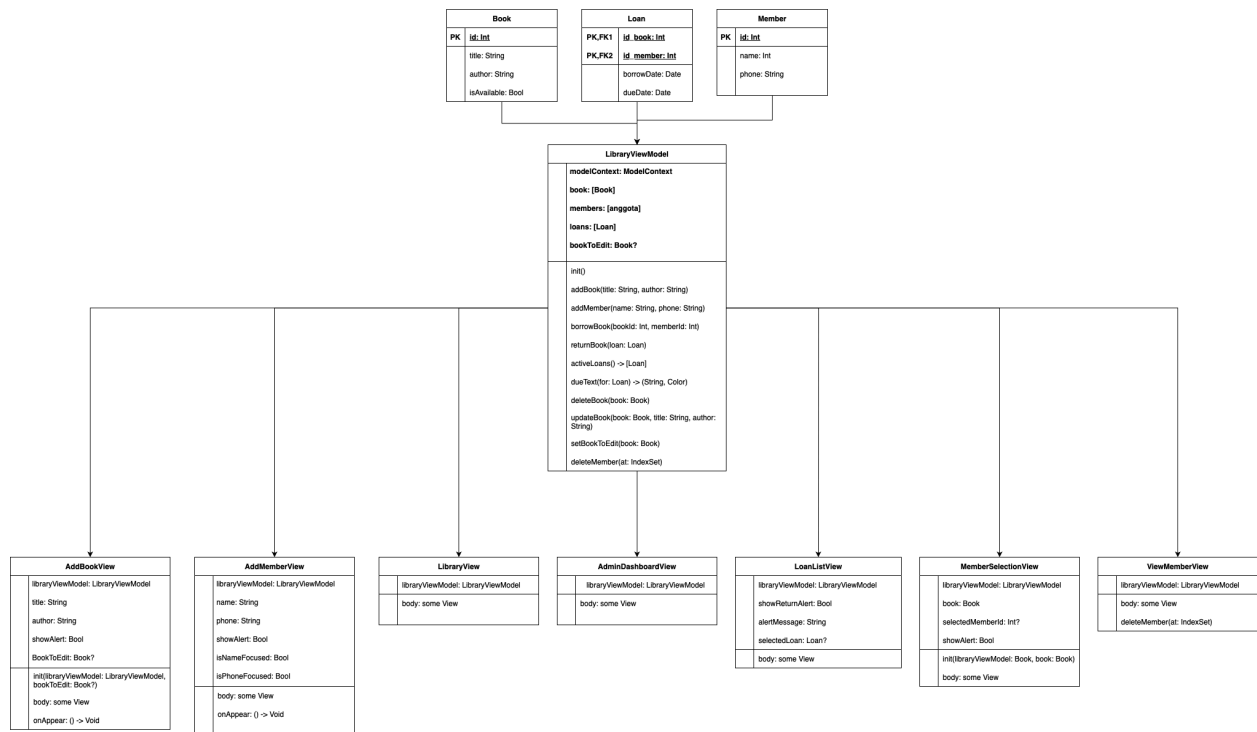 Book
PK id: Int
title: String
author: String
isAvailable: Bool
Loan
PK,FK1 id_book: Int
PK,FK2 id_member: Int
borrowDate: Date
dueDate: Date
Member
PK id: Int
name: Int
phone: String
LibraryViewModel
modelContext: ModelContext
book: [Book]
members: [anggota]
loans: [Loan]
bookToEdit: Book?
init()
addBook(title: String, author: String)
addMember(name: String, phone: String)
borrowBook(bookId: Int, memberId: Int)
returnBook(loan: Loan)
activeLoans() -> [Loan]
dueText(for: Loan) -> (String, Color)
deleteBook(book: Book)
updateBook(book: Book, title: String, author:
String)
setBookToEdit(book: Book)
deleteMember(at: IndexSet)
AddBookView
libraryViewModel: LibraryViewModel
title: String
author: String
showAlert: Bool
BookToEdit: Book?
init(libraryViewModel: LibraryViewModel,
bookToEdit: Book?)
body: some View
onAppear: () -> Void
AddMemberView
libraryViewModel: LibraryViewModel
name: String
phone: String
showAlert: Bool
isNameFocused: Bool
isPhoneFocused: Bool
body: some View
onAppear: () -> Void
LibraryView
libraryViewModel: LibraryViewModel
body: some View
AdminDashboardView
libraryViewModel: LibraryViewModel
body: some View
LoanListView
libraryViewModel: LibraryViewModel
showReturnAlert: Bool
alertMessage: String
selectedLoan: Loan?
body: some View
MemberSelectionView
libraryViewModel: LibraryViewModel
book: Book
selectedMemberId: Int?
showAlert: Bool
init(libraryViewModel: Book, book: Book)
body: some View
ViewMemberView
libraryViewModel: LibraryViewModel
body: some View
deleteMember(at: IndexSet)